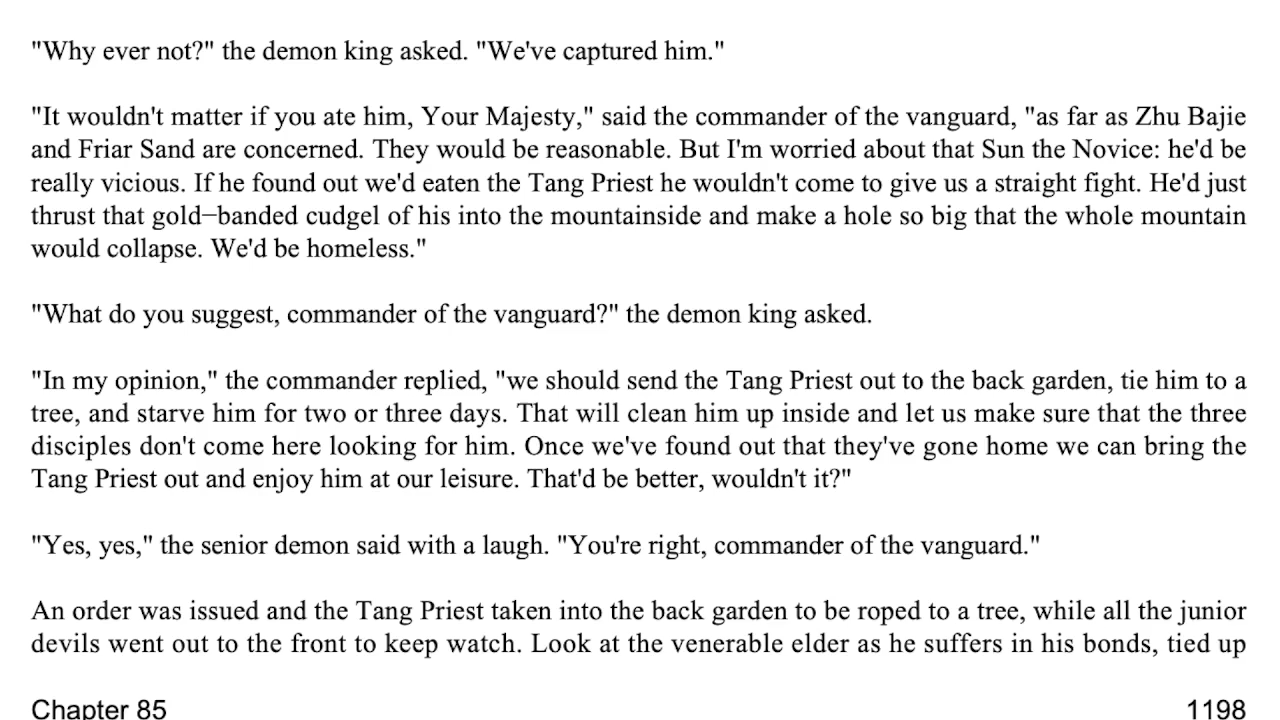 "Why ever not?" the demon king asked. "We've captured him."
"It wouldn't matter if you ate him, Your Majesty," said the commander of the vanguard, "as far as Zhu Bajie
and Friar Sand are concerned. They would be reasonable. But I'm worried about that Sun the Novice: he'd be
really vicious. If he found out we'd eaten the Tang Priest he wouldn't come to give us a straight fight. He'd just
thrust that gold−banded cudgel of his into the mountainside and make a hole so big that the whole mountain
would collapse. We'd be homeless."
"What do you suggest, commander of the vanguard?" the demon king asked.
"In my opinion," the commander replied, "we should send the Tang Priest out to the back garden, tie him to a
tree, and starve him for two or three days. That will clean him up inside and let us make sure that the three
disciples don't come here looking for him. Once we've found out that they've gone home we can bring the
Tang Priest out and enjoy him at our leisure. That'd be better, wouldn't it?"
"Yes, yes," the senior demon said with a laugh. "You're right, commander of the vanguard."
An order was issued and the Tang Priest taken into the back garden to be roped to a tree, while all the junior
devils went out to the front to keep watch. Look at the venerable elder as he suffers in his bonds, tied up
Chapter 85 1198